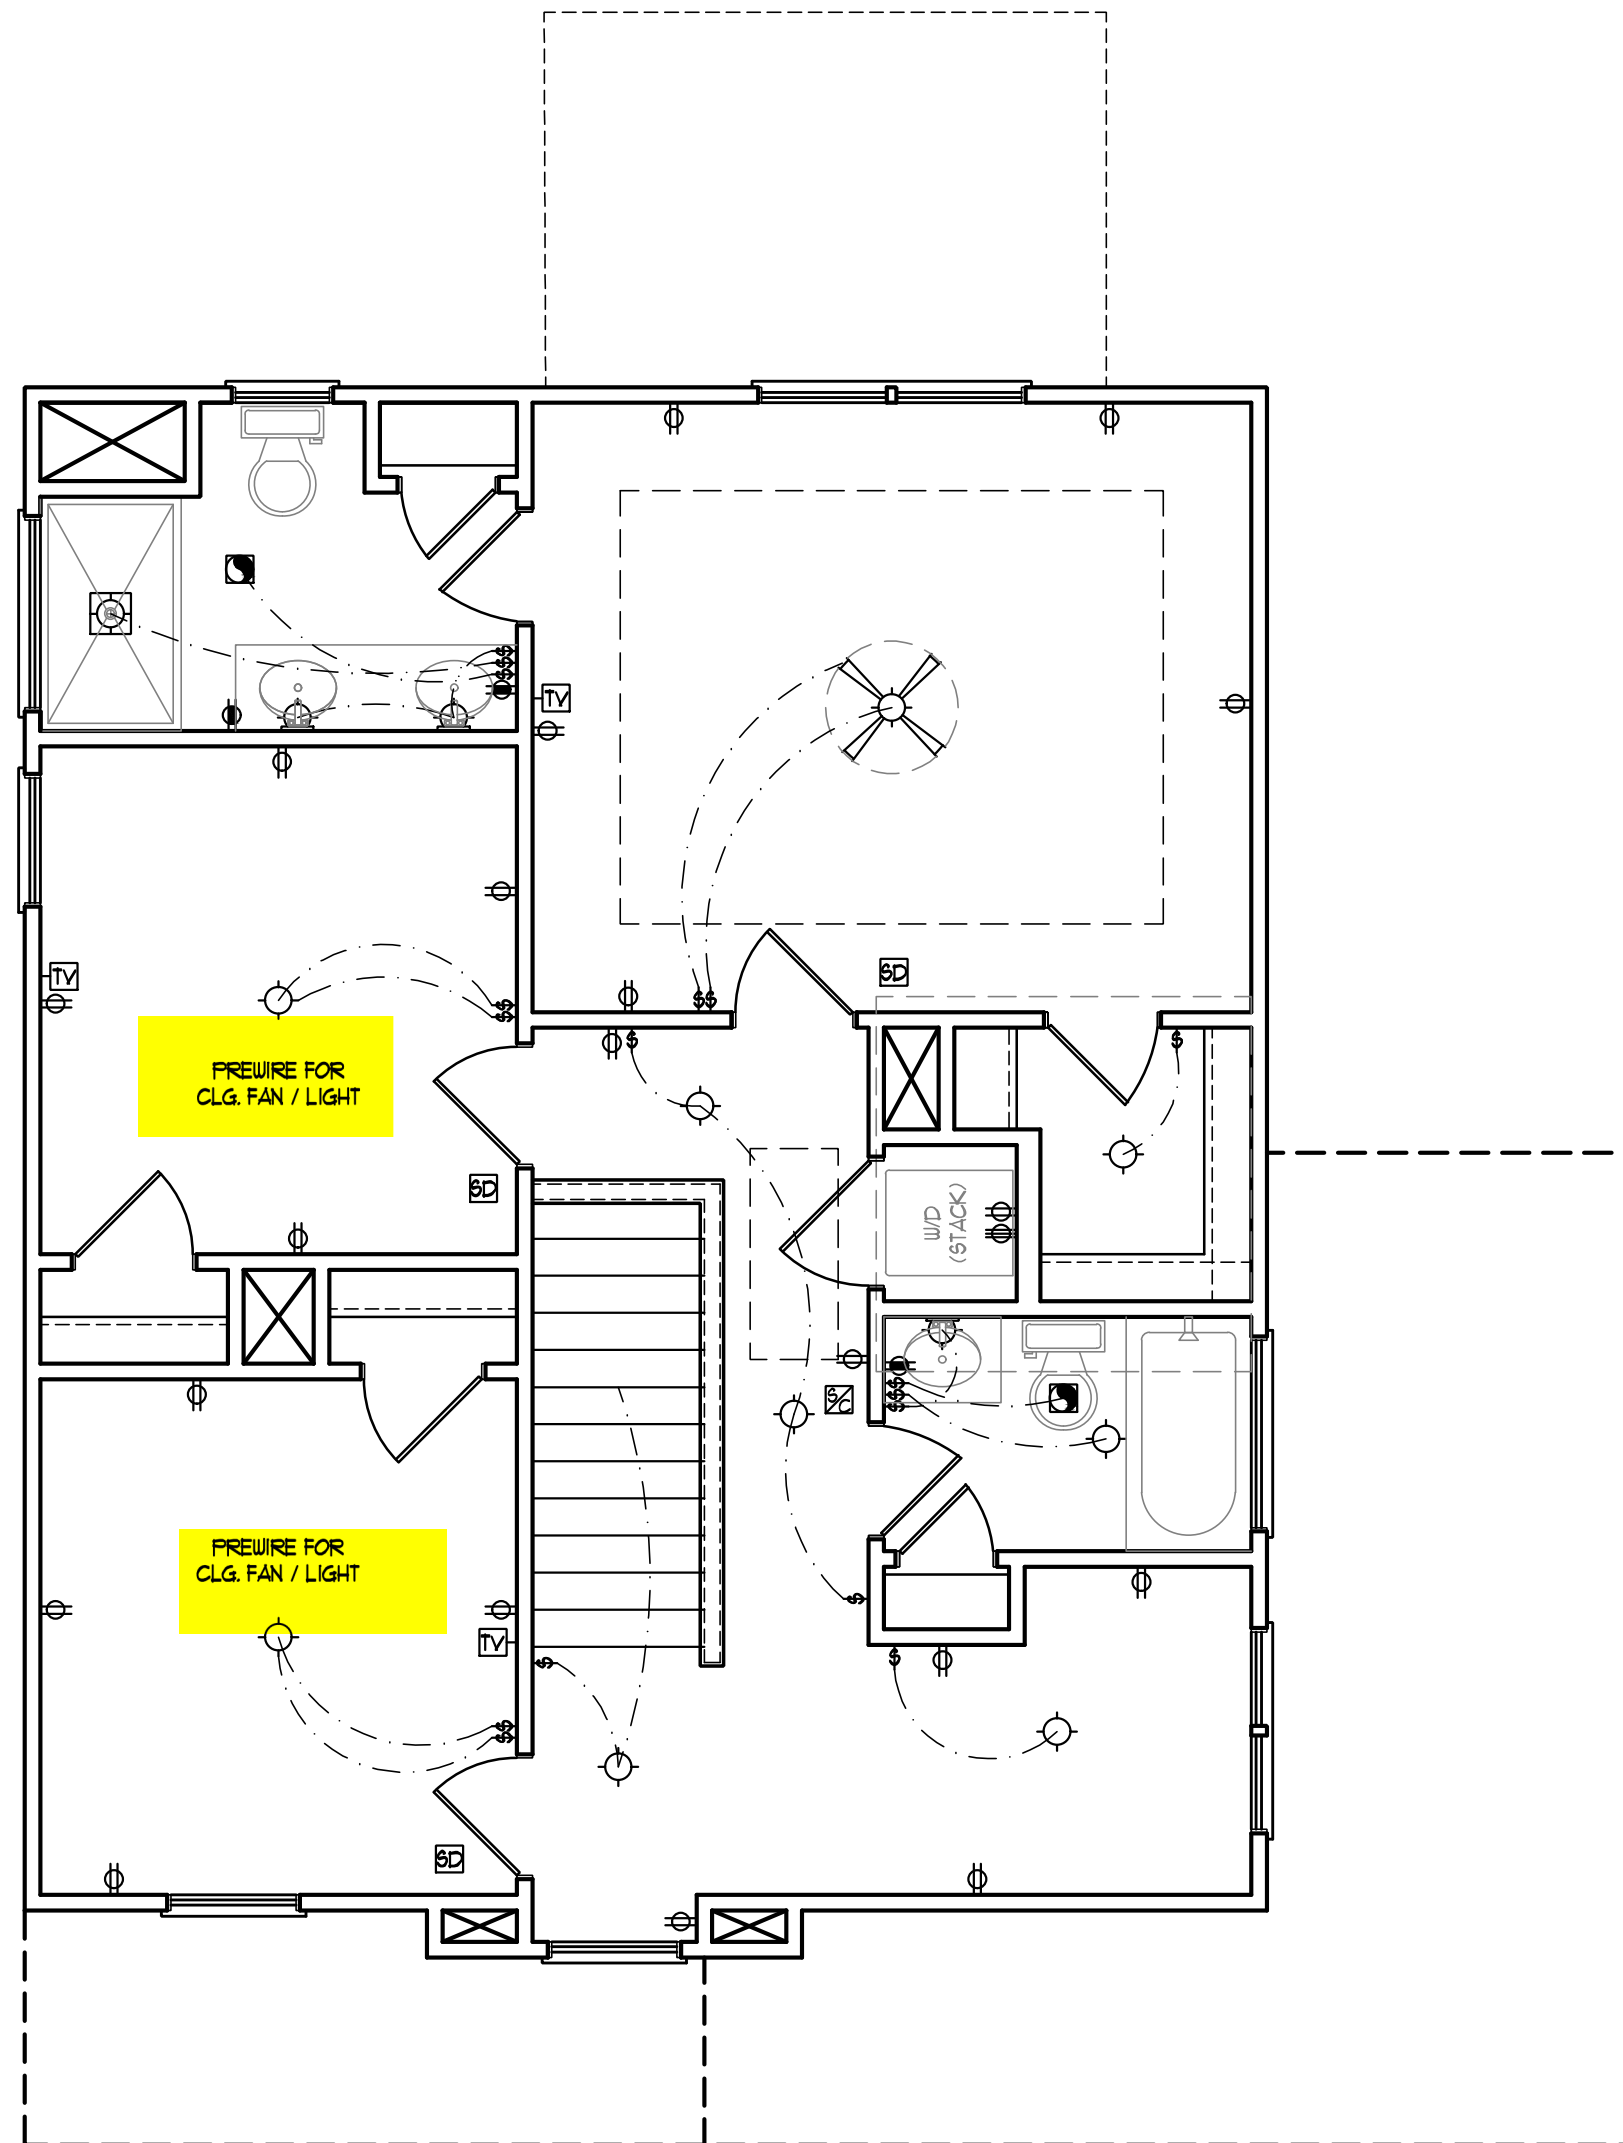 $
$
$
TV
TV
SD
$$
$
$
$
$
PREWIRE FOR
CLG. FAN / LIGHT
SD
W/D
(STACK)
S/C
$
$
$
PREWIRE FOR
CLG. FAN / LIGHT
$
TV
$
$
$
$
SD